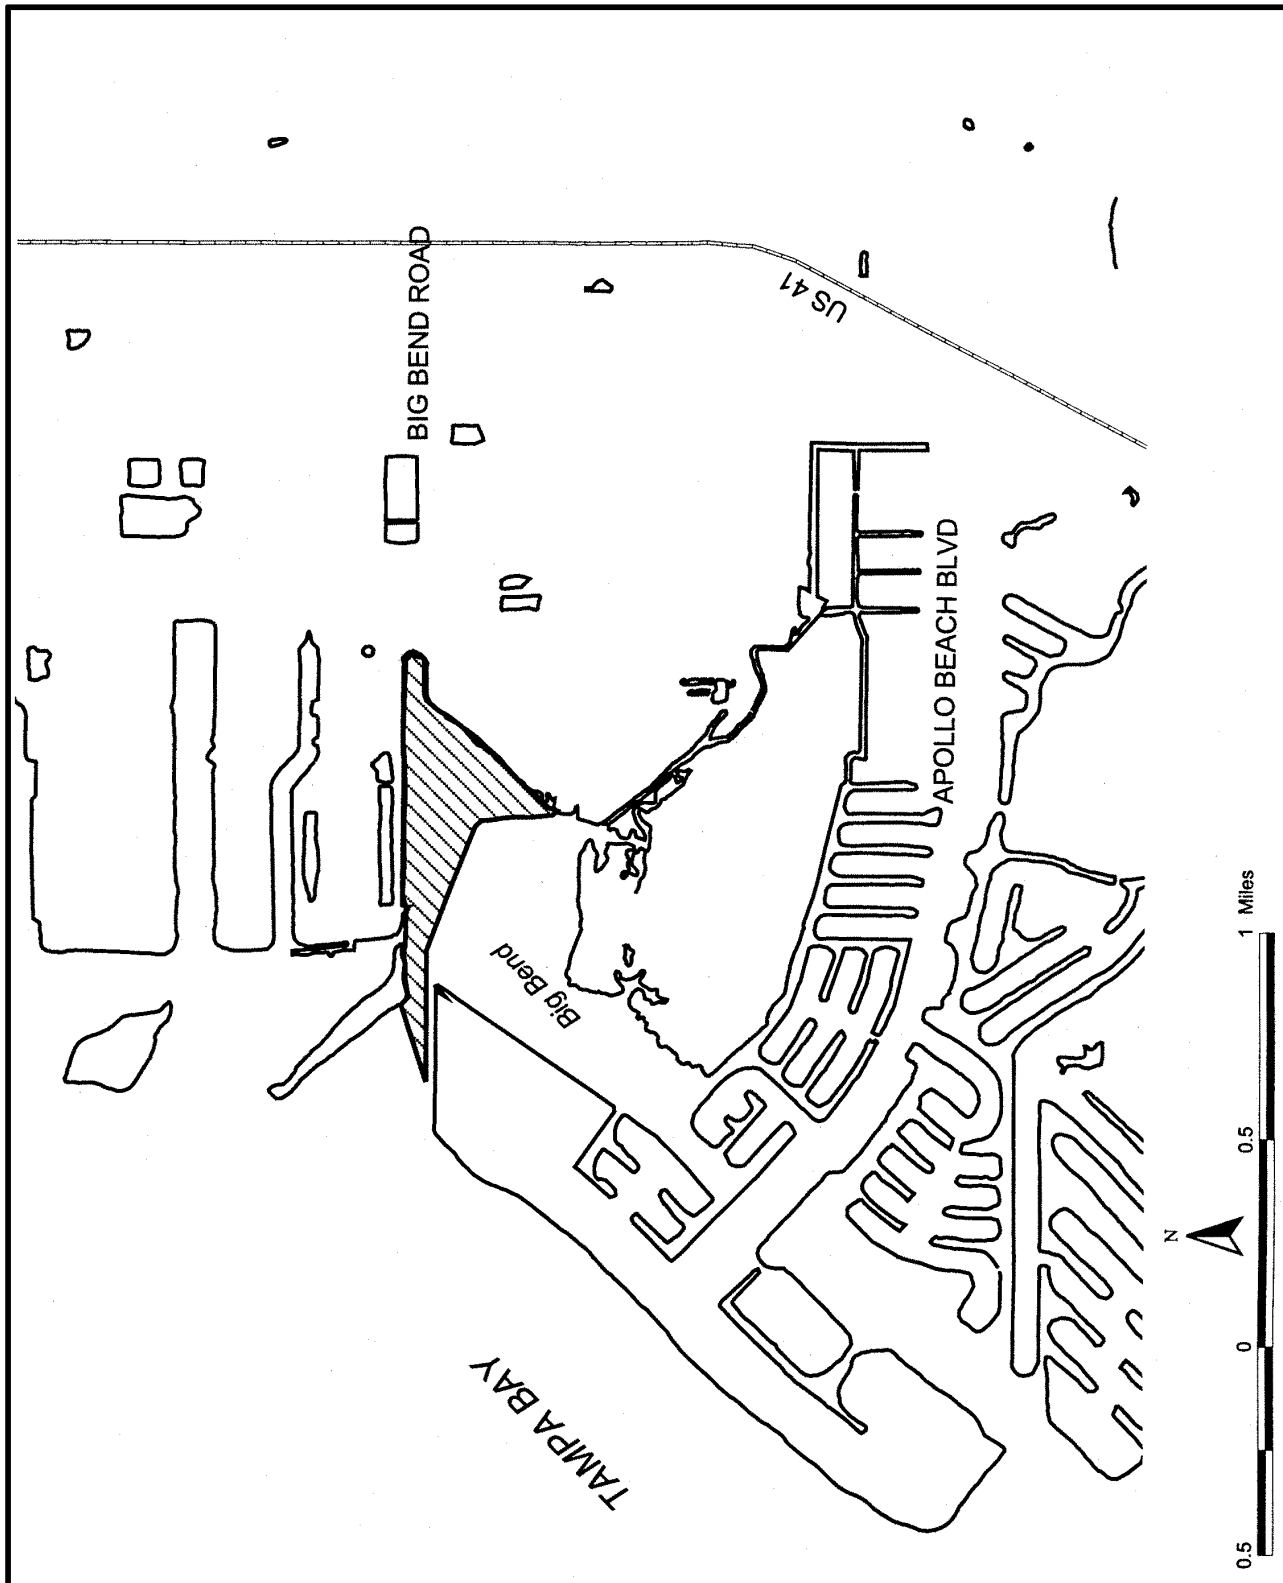 BIG BEND ROAD
US 41
APOLLO BEACH BLVD
Big Bend
TAMPA BAY
N
0.5 0 0.5 1 Miles